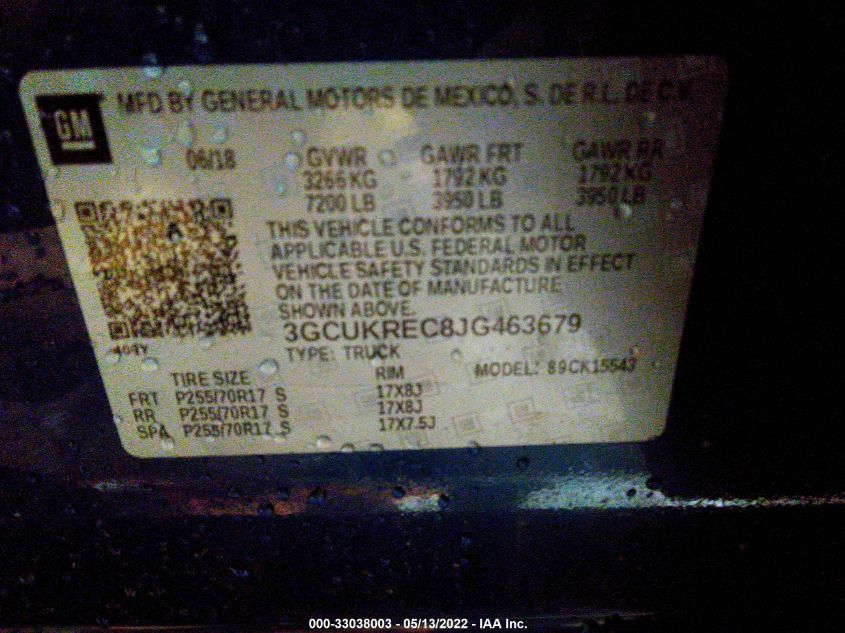 GM
MFD BY GENERAL MOTORS DE MEXICO, S. DE R.L. DE C.V.
06/18 GVWR GAWR FRT GAWR RR
3266 KG 1792 KG 1792 KG
7200 LB 3950 LB 3950 LB
THIS VEHICLE CONFORMS TO ALL
APPLICABLE U.S. FEDERAL MOTOR
VEHICLE SAFETY STANDARDS IN EFFECT
ON THE DATE OF MANUFACTURE
SHOWN ABOVE.
3GCUKREC8JG463679
TYPE: TRUCK
TIRE SIZE RIM MODEL: 89CK15543
FRT P255/70R17 S 17X8J
RR P255/70R17 S 17X8J
SPA P255/70R17 S 17X7.5J
000-33038003 - 05/13/2022 - IAA Inc.